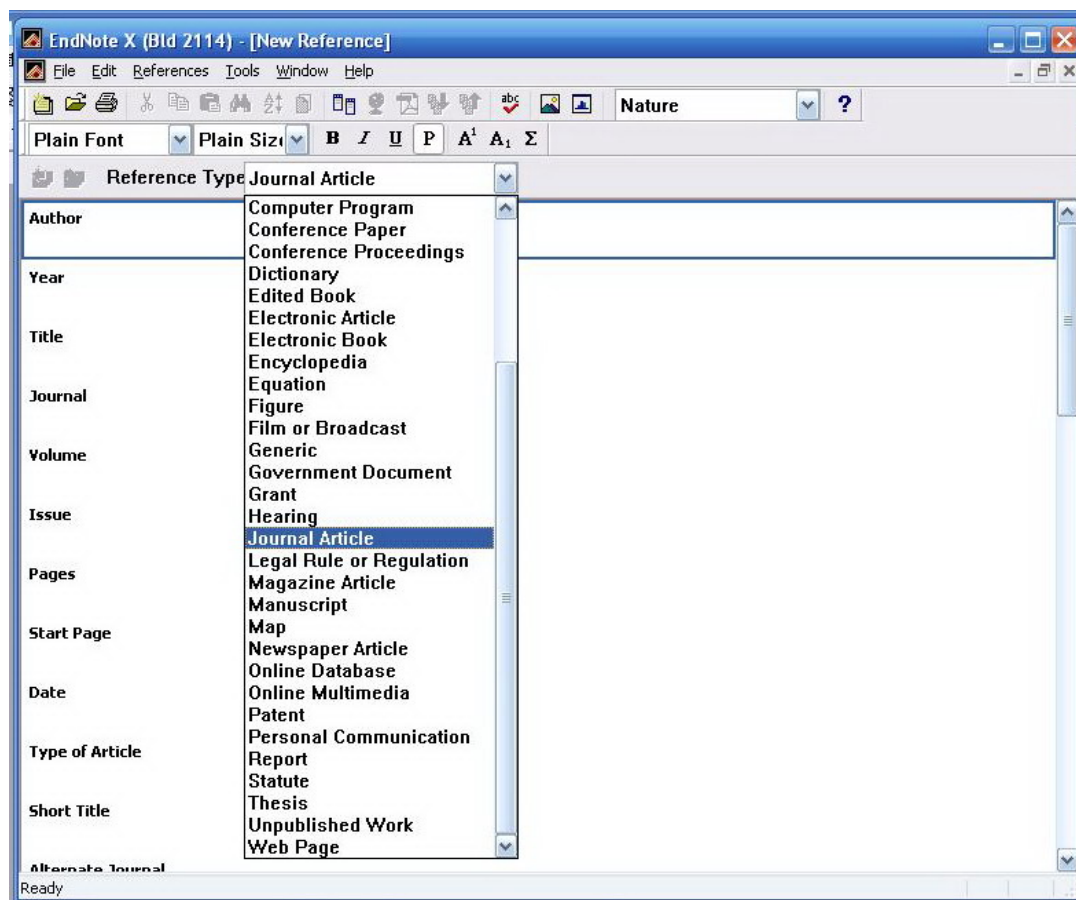 EndNote X (Bld 2114) - [New Reference]
File Edit References Tools Window Help
abc Nature ?
Plain Font Plain Siz B I U P A¹ A₁ Σ
Reference Type Journal Article
Computer Program
Author
Conference Paper
Conference Proceedings
Dictionary
Year
Edited Book
Electronic Article
Title
Electronic Book
Encyclopedia
Equation
Journal
Figure
Film or Broadcast
Volume
Generic
Government Document
Grant
Issue
Hearing
Journal Article
Legal Rule or Regulation
Pages
Magazine Article
Manuscript
Start Page
Map
Newspaper Article
Online Database
Date
Online Multimedia
Patent
Personal Communication
Type of Article
Report
Statute
Thesis
Short Title
Unpublished Work
Web Page
Alternate Journal
Ready